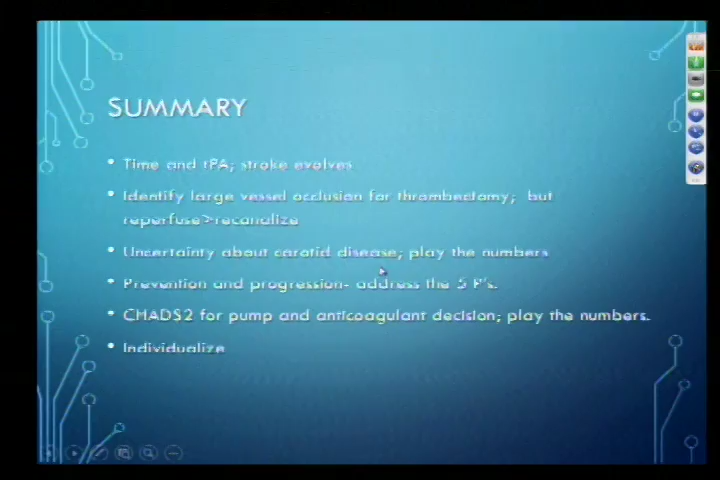 SUMMARY
• Time and tPA; stroke evolves
• Identify large vessel occlusion for thrombectomy; but
reperfuse>recanalize
• Uncertainty about carotid disease; play the numbers
• Prevention and progression- address the 5 P's.
• CHADS2 for pump and anticoagulant decision; play the numbers.
• Individualize